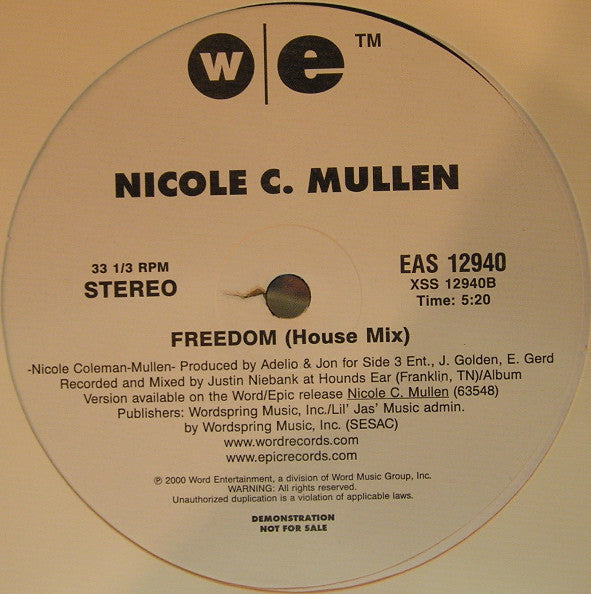 w e ™
NICOLE C. MULLEN
33 1/3 RPM
STEREO
EAS 12940
XSS 12940B
Time: 5:20
FREEDOM (House Mix)
-Nicole Coleman-Mullen- Produced by Adelio & Jon for Side 3 Ent., J. Golden, E. Gerd
Recorded and Mixed by Justin Niebank at Hounds Ear (Franklin, TN)/Album
Version available on the Word/Epic release Nicole C. Mullen (63548)
Publishers: Wordspring Music, Inc./Lil' Jas' Music admin.
by Wordspring Music, Inc. (SESAC)
www.wordrecords.com
www.epicrecords.com
℗ 2000 Word Entertainment, a division of Word Music Group, Inc.
WARNING: All rights reserved.
Unauthorized duplication is a violation of applicable laws.
DEMONSTRATION
NOT FOR SALE